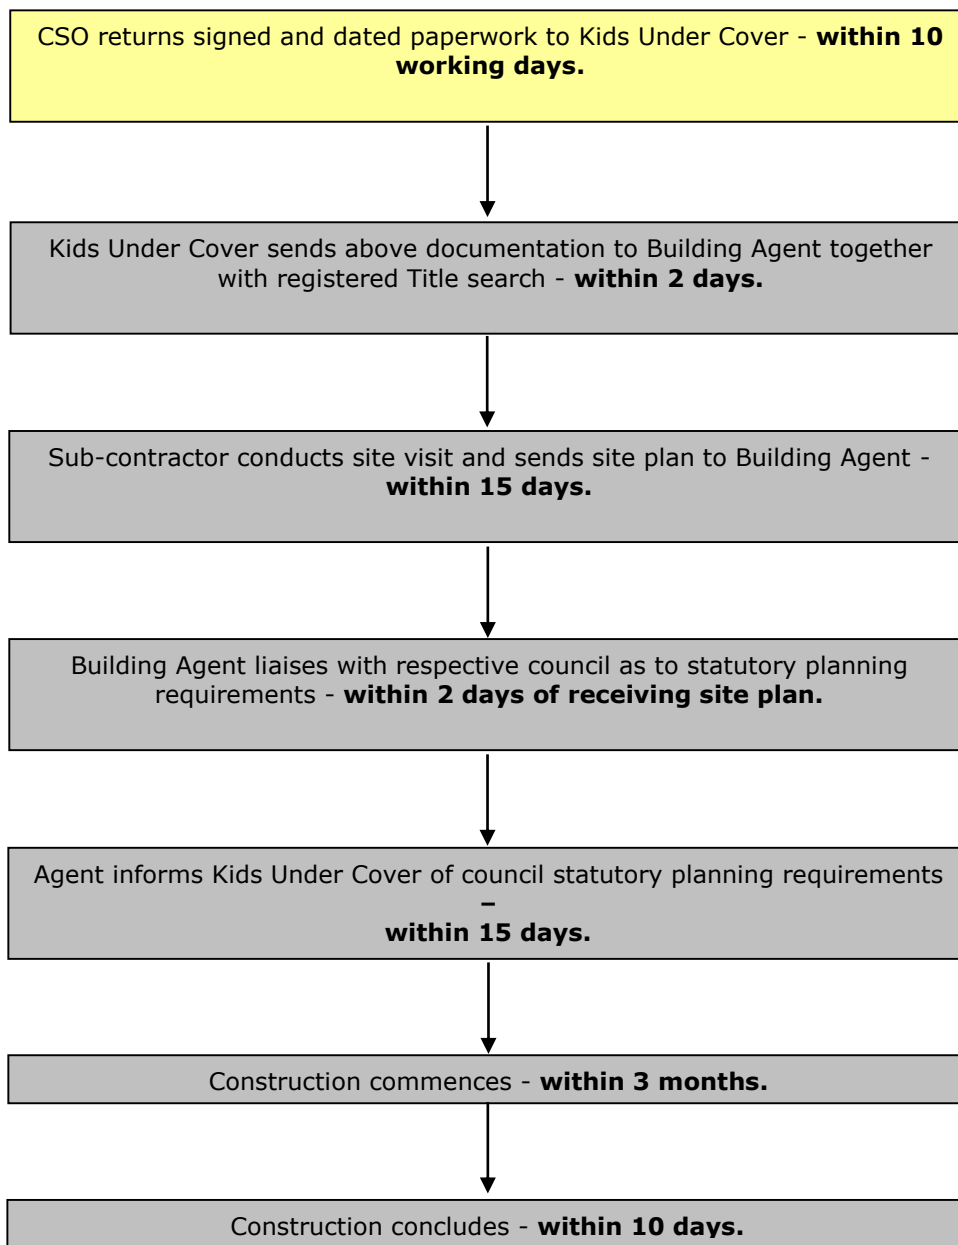 CSO returns signed and dated paperwork to Kids Under Cover - within 10
working days.
Kids Under Cover sends above documentation to Building Agent together
with registered Title search - within 2 days.
Sub-contractor conducts site visit and sends site plan to Building Agent -
within 15 days.
Building Agent liaises with respective council as to statutory planning
requirements - within 2 days of receiving site plan.
Agent informs Kids Under Cover of council statutory planning requirements
–
within 15 days.
Construction commences - within 3 months.
Construction concludes - within 10 days.